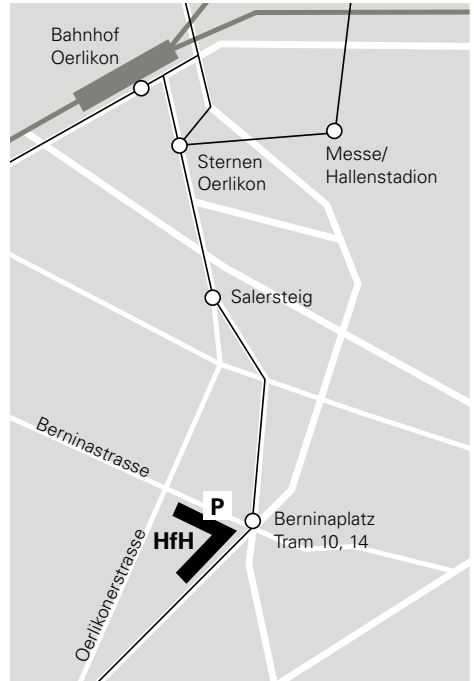 Bahnhof
Oerlikon
Sternen
Oerlikon
Messe/
Hallenstadion
Salersteig
Berninastrasse
P
HfH
Berninaplatz
Tram 10, 14
Oerlikonerstrasse